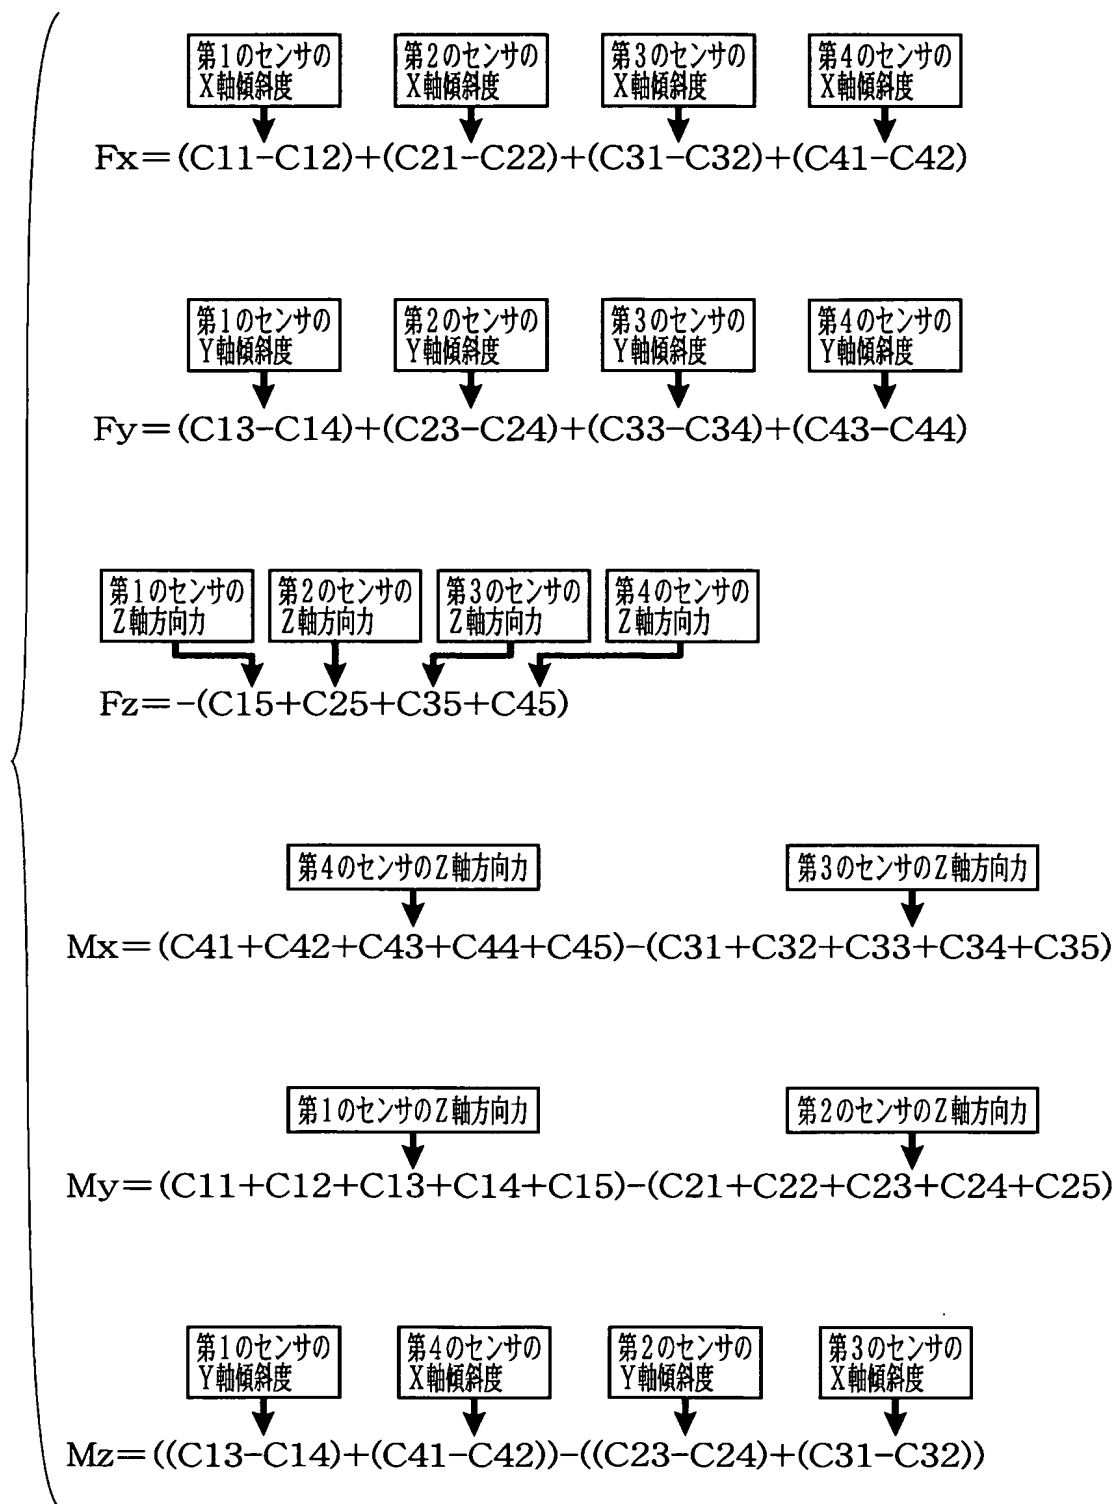 第1のセンサの
X軸傾斜度
第2のセンサの
X軸傾斜度
第3のセンサの
X軸傾斜度
第4のセンサの
X軸傾斜度
Fx=(C11-C12)+(C21-C22)+(C31-C32)+(C41-C42)
第1のセンサの
Y軸傾斜度
第2のセンサの
Y軸傾斜度
第3のセンサの
Y軸傾斜度
第4のセンサの
Y軸傾斜度
Fy=(C13-C14)+(C23-C24)+(C33-C34)+(C43-C44)
第1のセンサの
Z軸方向力
第2のセンサの
Z軸方向力
第3のセンサの
Z軸方向力
第4のセンサの
Z軸方向力
Fz=-(C15+C25+C35+C45)
第4のセンサのZ軸方向力
第3のセンサのZ軸方向力
Mx=(C41+C42+C43+C44+C45)-(C31+C32+C33+C34+C35)
第1のセンサのZ軸方向力
第2のセンサのZ軸方向力
My=(C11+C12+C13+C14+C15)-(C21+C22+C23+C24+C25)
第1のセンサの
Y軸傾斜度
第4のセンサの
X軸傾斜度
第2のセンサの
Y軸傾斜度
第3のセンサの
X軸傾斜度
Mz=((C13-C14)+(C41-C42))-((C23-C24)+(C31-C32))